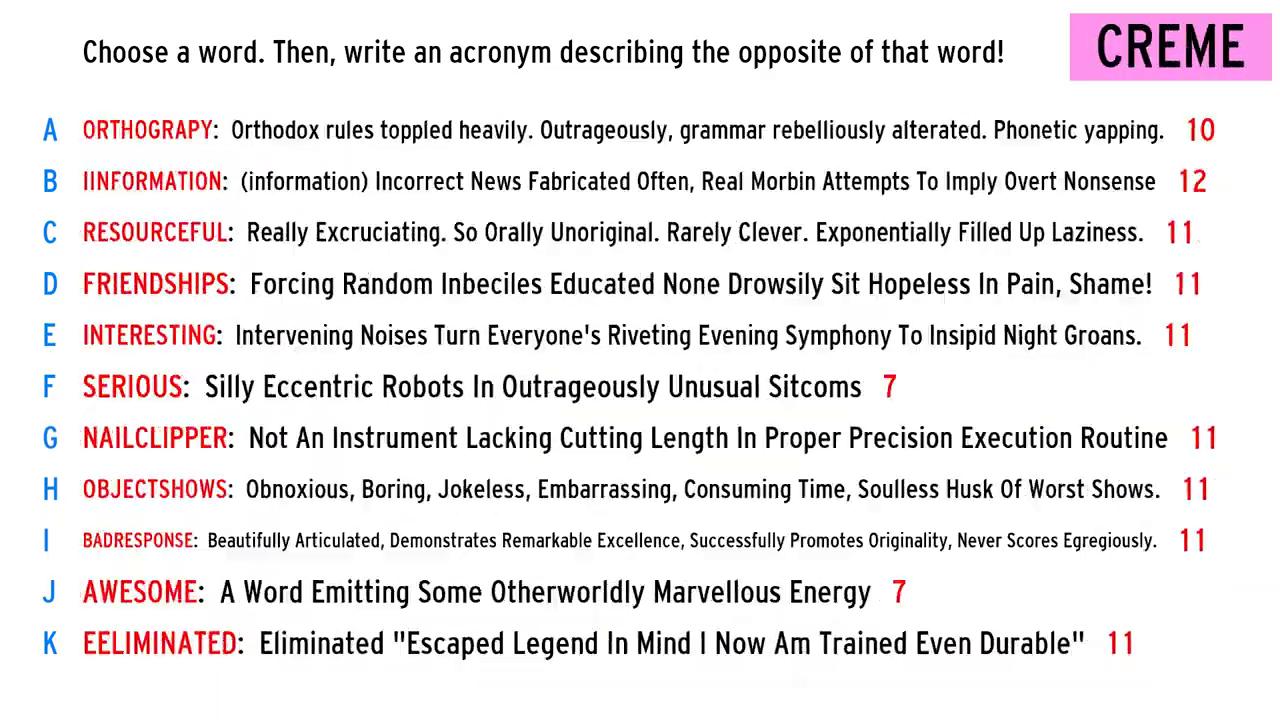 Choose a word. Then, write an acronym describing the opposite of that word!
CREME
A ORTHOGRAPY: Orthodox rules toppled heavily. Outrageously, grammar rebelliously alterated. Phonetic yapping. 10
B IINFORMATION: (information) Incorrect News Fabricated Often, Real Morbin Attempts To Imply Overt Nonsense 12
C RESOURCEFUL: Really Excruciating. So Orally Unoriginal. Rarely Clever. Exponentially Filled Up Laziness. 11
D FRIENDSHIPS: Forcing Random Inbeciles Educated None Drowsily Sit Hopeless In Pain, Shame! 11
E INTERESTING: Intervening Noises Turn Everyone's Riveting Evening Symphony To Insipid Night Groans. 11
F SERIOUS: Silly Eccentric Robots In Outrageously Unusual Sitcoms 7
G NAILCLIPPER: Not An Instrument Lacking Cutting Length In Proper Precision Execution Routine 11
H OBJECTSHOWS: Obnoxious, Boring, Jokeless, Embarrassing, Consuming Time, Soulless Husk Of Worst Shows. 11
I BADRESPONSE: Beautifully Articulated, Demonstrates Remarkable Excellence, Successfully Promotes Originality, Never Scores Egregiously. 11
J AWESOME: A Word Emitting Some Otherworldly Marvellous Energy 7
K EELIMINATED: Eliminated "Escaped Legend In Mind I Now Am Trained Even Durable" 11